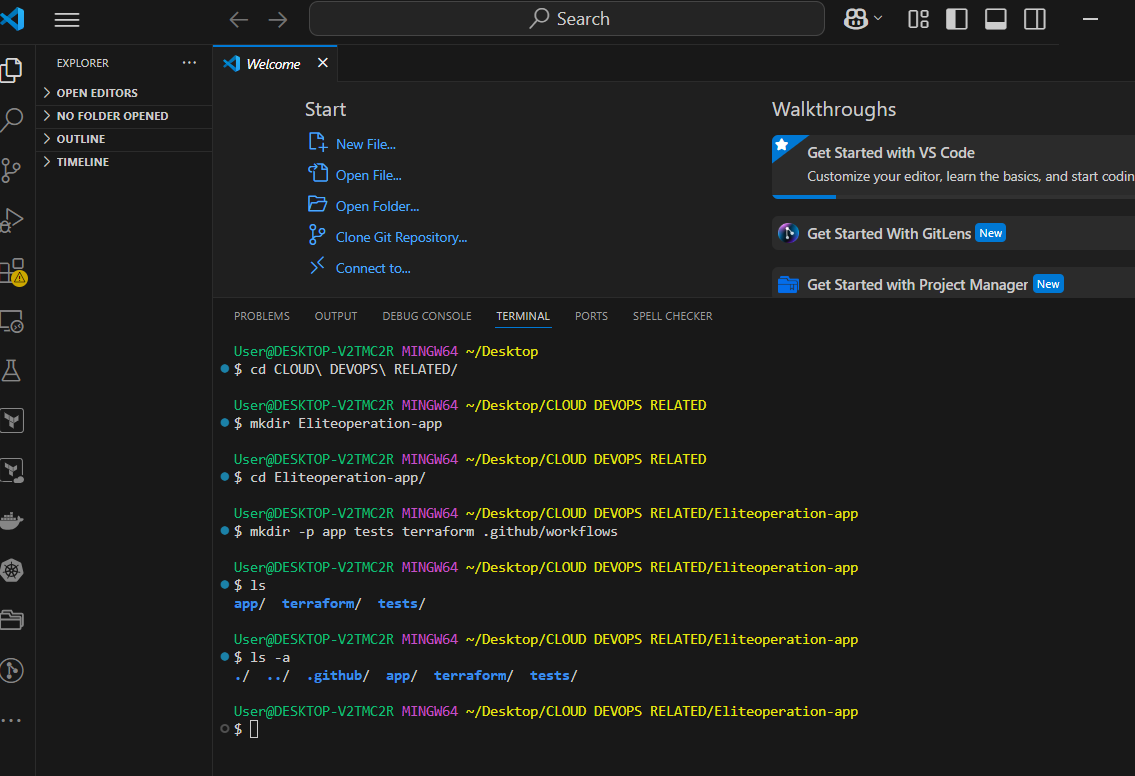 Search
EXPLORER
OPEN EDITORS
NO FOLDER OPENED
OUTLINE
TIMELINE
Welcome
Start
New File...
Open File...
Open Folder...
Clone Git Repository...
Connect to...
Walkthroughs
Get Started with VS Code
Customize your editor, learn the basics, and start codin
Get Started With GitLens New
Get Started with Project Manager New
PROBLEMS OUTPUT DEBUG CONSOLE TERMINAL PORTS SPELL CHECKER
User@DESKTOP-V2TMC2R MINGW64 ~/Desktop
$ cd CLOUD\ DEVOPS\ RELATED/
User@DESKTOP-V2TMC2R MINGW64 ~/Desktop/CLOUD DEVOPS RELATED
$ mkdir Eliteoperation-app
User@DESKTOP-V2TMC2R MINGW64 ~/Desktop/CLOUD DEVOPS RELATED
$ cd Eliteoperation-app/
User@DESKTOP-V2TMC2R MINGW64 ~/Desktop/CLOUD DEVOPS RELATED/Eliteoperation-app
$ mkdir -p app tests terraform .github/workflows
User@DESKTOP-V2TMC2R MINGW64 ~/Desktop/CLOUD DEVOPS RELATED/Eliteoperation-app
$ ls
app/ terraform/ tests/
User@DESKTOP-V2TMC2R MINGW64 ~/Desktop/CLOUD DEVOPS RELATED/Eliteoperation-app
$ ls -a
./ ../ .github/ app/ terraform/ tests/
User@DESKTOP-V2TMC2R MINGW64 ~/Desktop/CLOUD DEVOPS RELATED/Eliteoperation-app
$